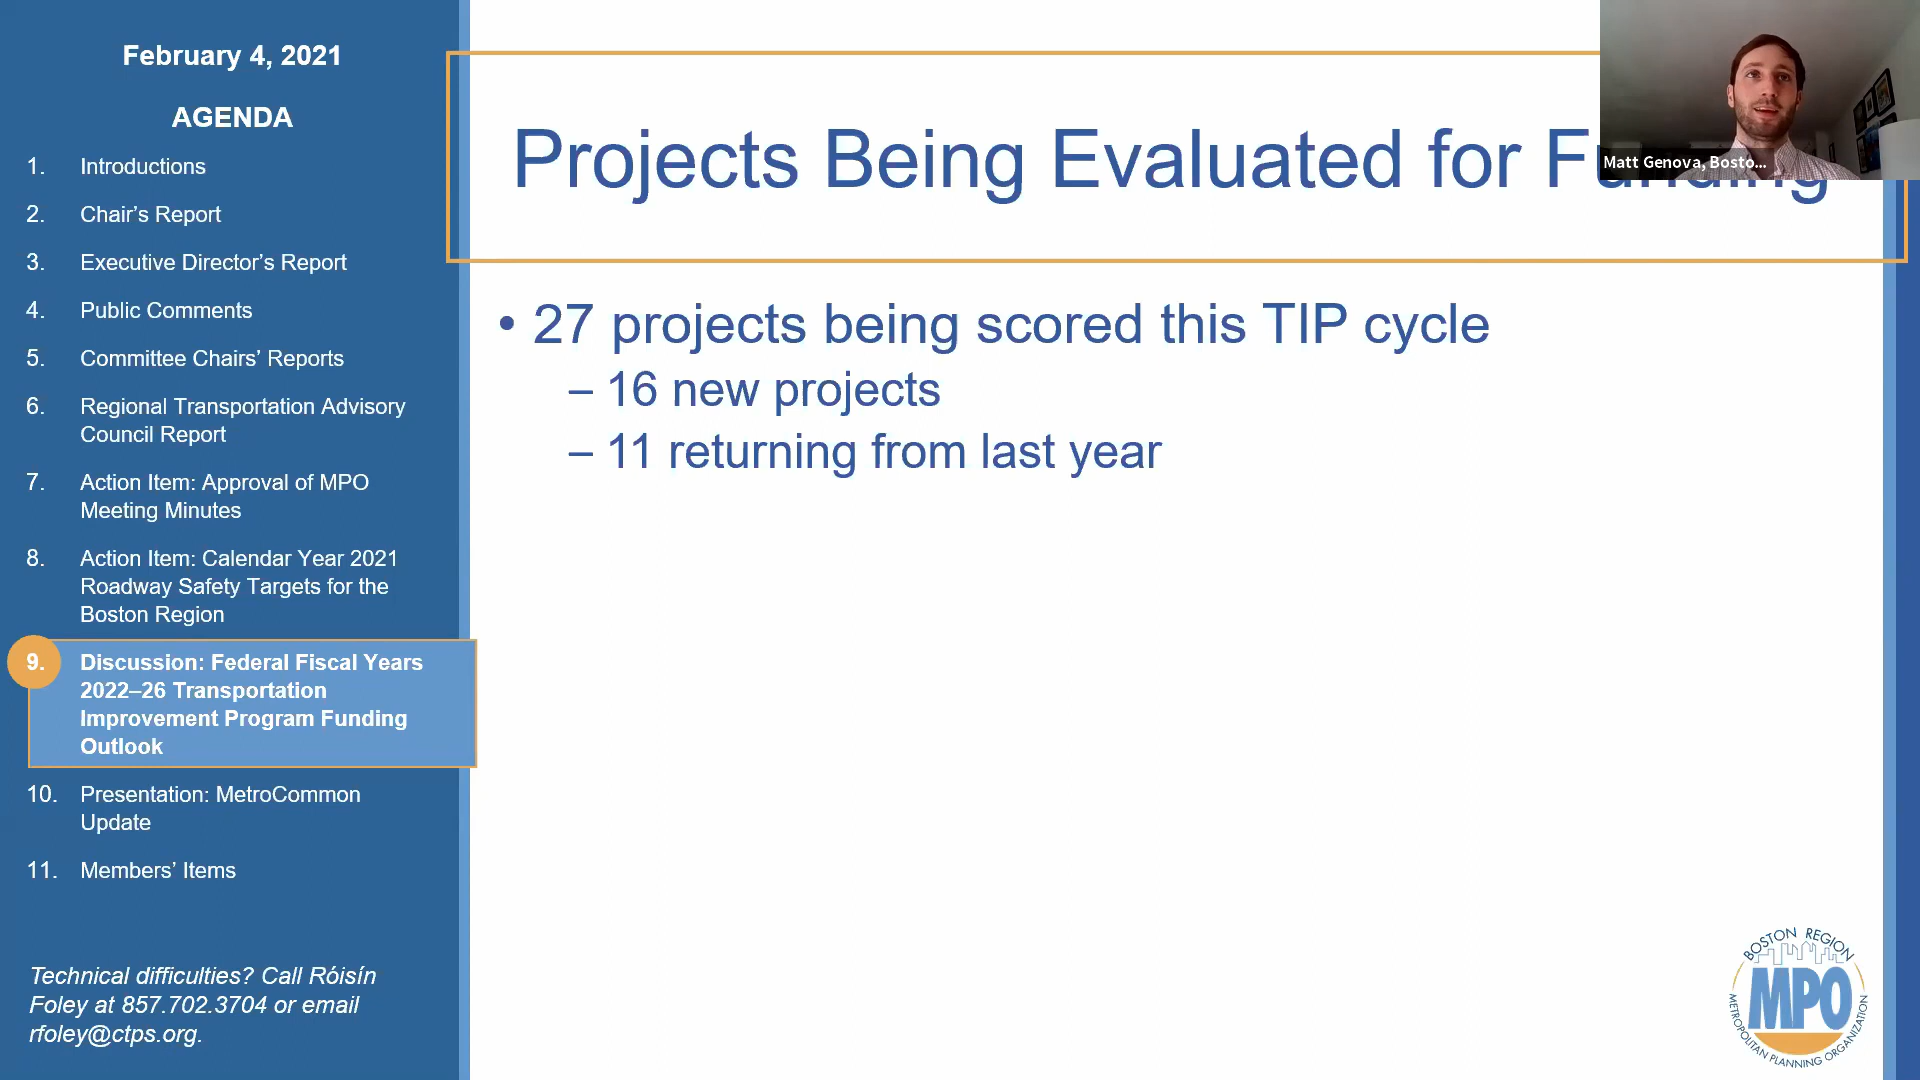 February 4, 2021
AGENDA
1. Introductions
2. Chair's Report
3. Executive Director's Report
4. Public Comments
5. Committee Chairs’ Reports
6. Regional Transportation Advisory
Council Report
7. Action Item: Approval of MPO
Meeting Minutes
8. Action Item: Calendar Year 2021
Roadway Safety Targets for the
Boston Region
9. Discussion: Federal Fiscal Years
2022–26 Transportation
Improvement Program Funding
Outlook
10. Presentation: MetroCommon
Update
11. Members’ Items
Technical difficulties? Call Róisín
Foley at 857.702.3704 or email
rfoley@ctps.org.
Projects Being Evaluated for Funding
Matt Genova, Bosto...
• 27 projects being scored this TIP cycle
– 16 new projects
– 11 returning from last year
BOSTON REGION
MPO
METROPOLITAN PLANNING ORGANIZATION